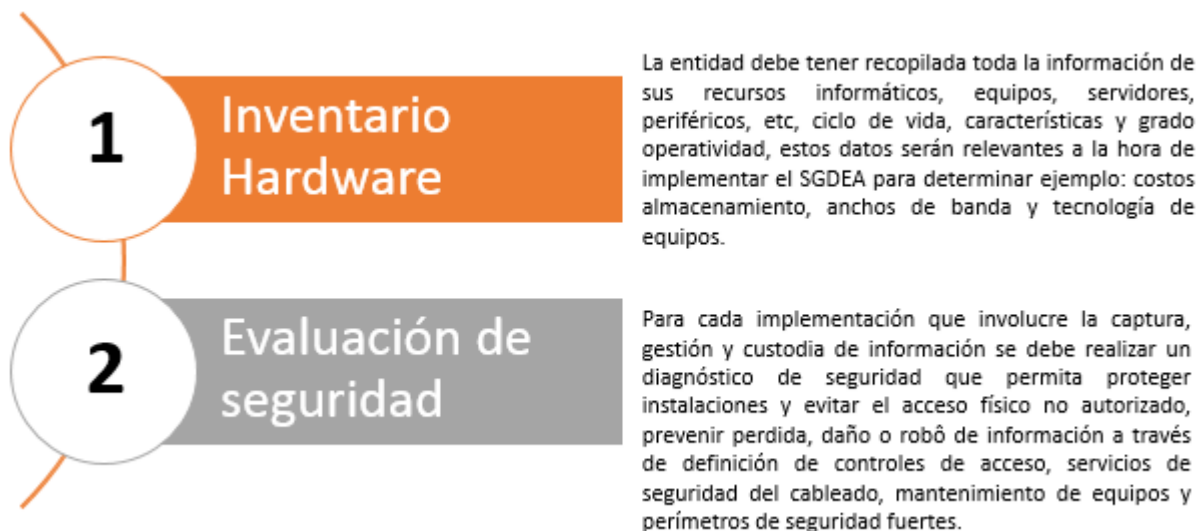 1
Inventario
Hardware
La entidad debe tener recopilada toda la información de
sus recursos informáticos, equipos, servidores,
periféricos, etc, ciclo de vida, características y grado
operatividad, estos datos serán relevantes a la hora de
implementar el SGDEA para determinar ejemplo: costos
almacenamiento, anchos de banda y tecnología de
equipos.
2
Evaluación de
seguridad
Para cada implementación que involucre la captura,
gestión y custodia de información se debe realizar un
diagnóstico de seguridad que permita proteger
instalaciones y evitar el acceso físico no autorizado,
prevenir perdida, daño o robô de información a través
de definición de controles de acceso, servicios de
seguridad del cableado, mantenimiento de equipos y
perímetros de seguridad fuertes.